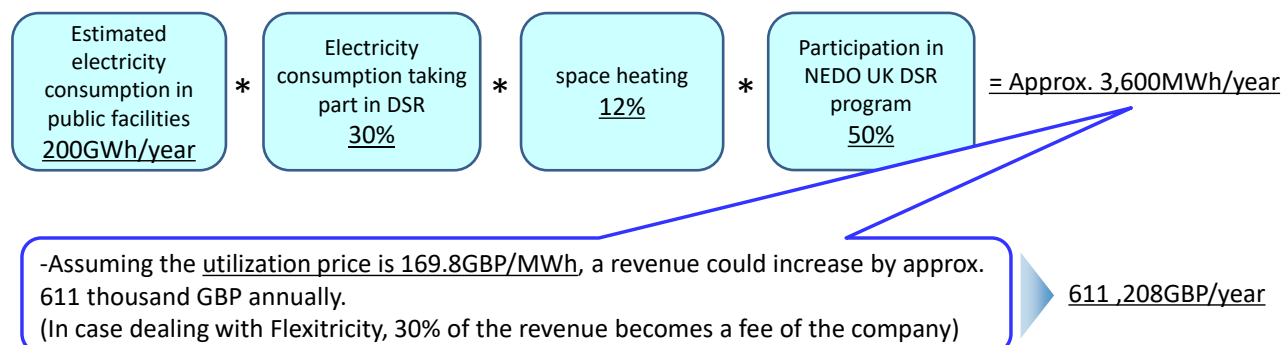 Estimated
electricity
consumption in
public facilities
200GWh/year
*
Electricity
consumption taking
part in DSR
30%
*
space heating
12%
*
Participation in
NEDO UK DSR
program
50%
= Approx. 3,600MWh/year
-Assuming the utilization price is 169.8GBP/MWh, a revenue could increase by approx.
611 thousand GBP annually.
(In case dealing with Flexitricity, 30% of the revenue becomes a fee of the company)
611 ,208GBP/year